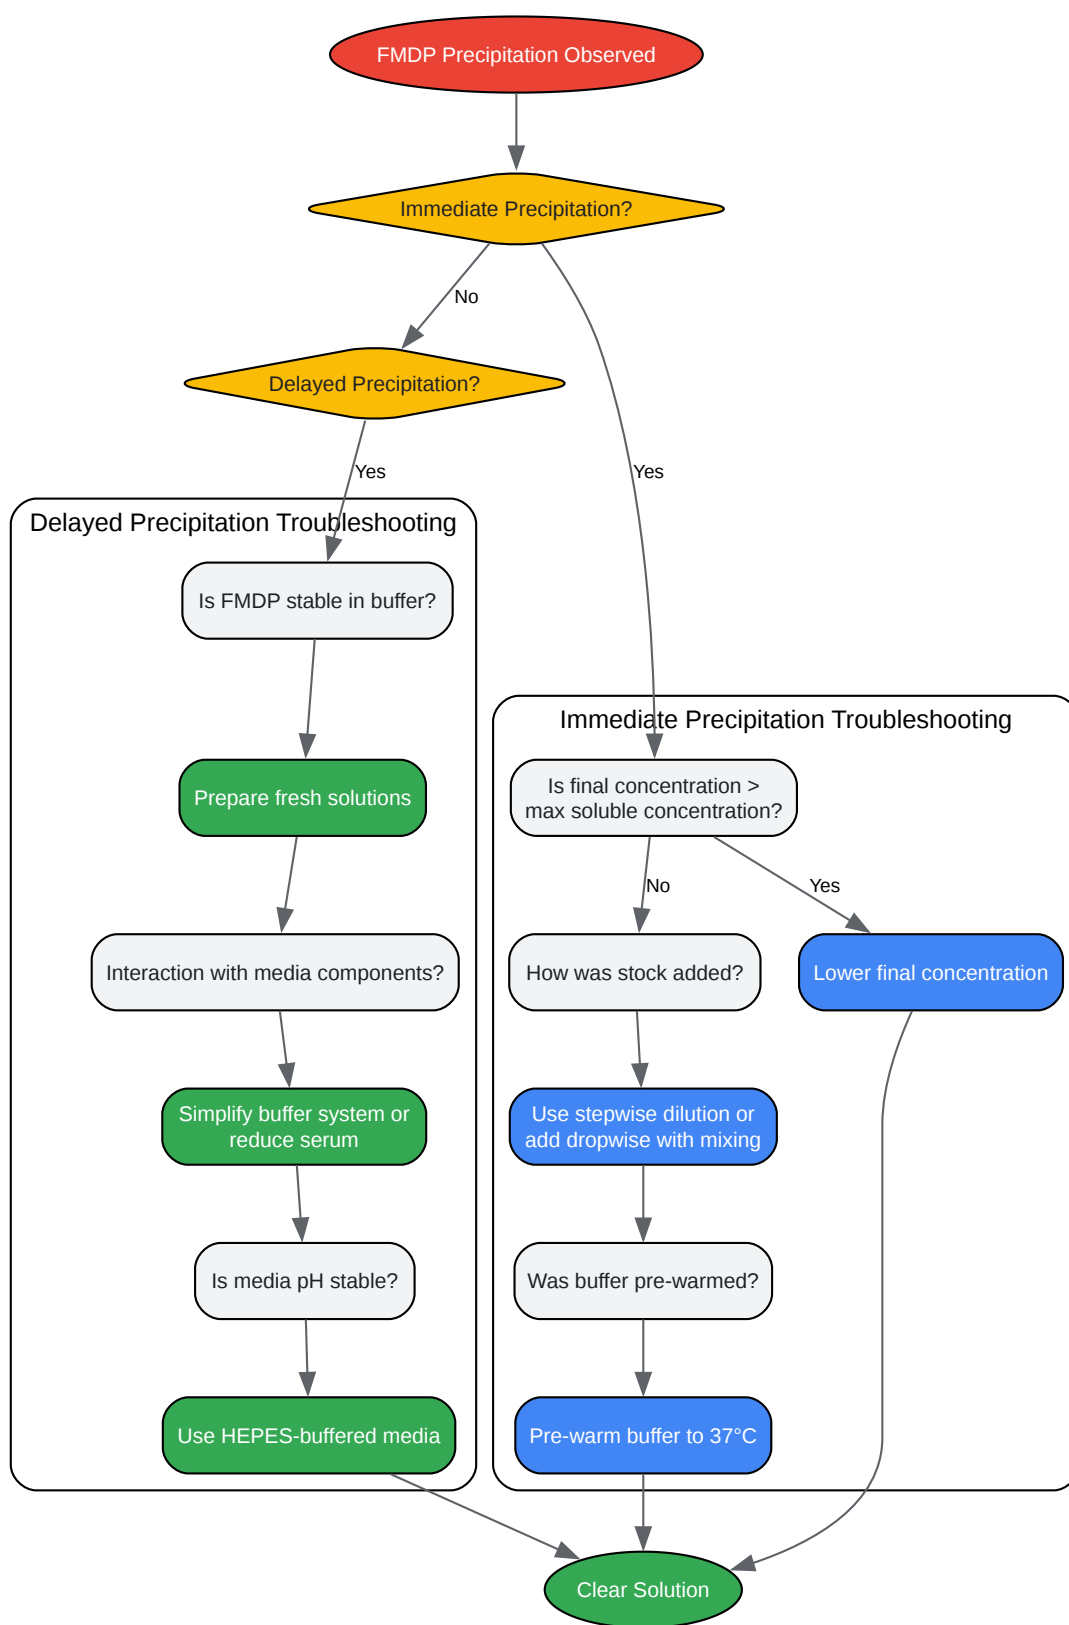 FMDP Precipitation Observed
Immediate Precipitation?
No
Delayed Precipitation?
Yes
Yes
Delayed Precipitation Troubleshooting
Is FMDP stable in buffer?
Prepare fresh solutions
Interaction with media components?
Simplify buffer system or
reduce serum
Is media pH stable?
Use HEPES-buffered media
Immediate Precipitation Troubleshooting
Is final concentration >
max soluble concentration?
No
Yes
How was stock added?
Lower final concentration
Use stepwise dilution or
add dropwise with mixing
Was buffer pre-warmed?
Pre-warm buffer to 37°C
Clear Solution